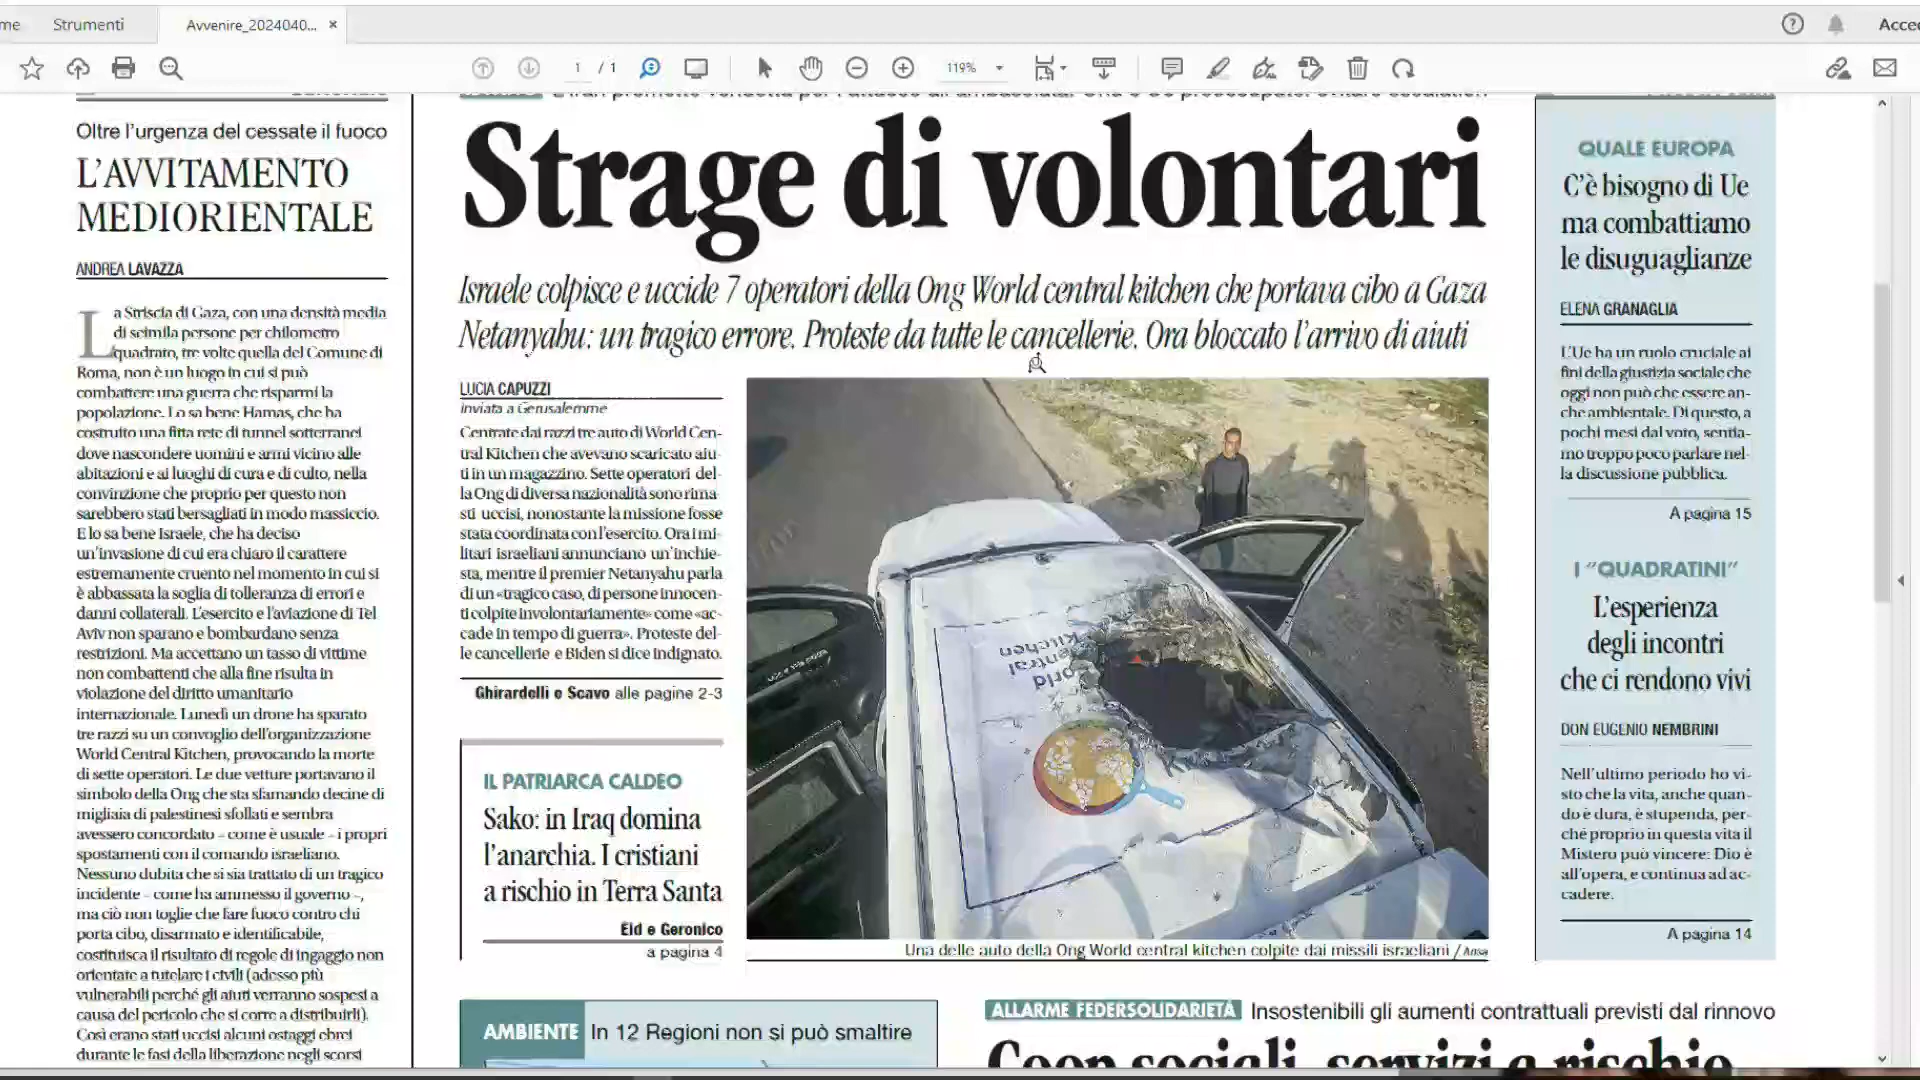 Strumenti
Avvenire_2024040...
1 / 1
119%
Oltre l'urgenza del cessate il fuoco
L'AVVITAMENTO
MEDIORIENTALE
ANDREA LAVAZZA
La Striscia di Gaza, con una densità media
di seimila persone per chilometro
quadrato, tre volte quella del Comune di
Roma, non è un luogo in cui si può
combattere una guerra che risparmi la
popolazione. Lo sa bene Hamas, che ha
costruito una fitta rete di tunnel sotterranei
dove nascondere uomini e armi vicino alle
abitazioni e ai luoghi di cura e di culto, nella
convinzione che proprio per questo non
sarebbero stati bersagliati in modo massiccio.
E lo sa bene Israele, che ha deciso
un'invasione di cui era chiaro il carattere
estremamente cruento nel momento in cui si
è abbassata la soglia di tolleranza di errori e
danni collaterali. L'esercito e l'aviazione di Tel
Aviv non sparano e bombardano senza
restrizioni. Ma accettano un tasso di vittime
non combattenti che alla fine risulta in
violazione del diritto umanitario
internazionale. Lunedì un drone ha sparato
tre razzi su un convoglio dell'organizzazione
World Central Kitchen, provocando la morte
di sette operatori. Le due vetture portavano il
simbolo della Ong che sta sfamando decine di
migliaia di palestinesi sfollati e sembra
avessero concordato – come è usuale – i propri
spostamenti con il comando israeliano.
Nessuno dubita che si sia trattato di un tragico
incidente – come ha ammesso il governo –,
ma ciò non toglie che fare fuoco contro chi
porta cibo, disarmato e identificabile,
costituisca il risultato di regole di ingaggio non
orientate a tutelare i civili (adesso più
vulnerabili perché gli aiuti verranno sospesi a
causa del pericolo che si corre a distribuirli).
Così erano stati uccisi alcuni ostaggi ebrei
durante le fasi della liberazione negli scorsi
Strage di volontari
Israele colpisce e uccide 7 operatori della Ong World central kitchen che portava cibo a Gaza
Netanyahu: un tragico errore. Proteste da tutte le cancellerie. Ora bloccato l'arrivo di aiuti
LUCIA CAPUZZI
Inviata a Gerusalemme
Centrate dai razzi tre auto di World Cen-
tral Kitchen che avevano scaricato aiu-
ti in un magazzino. Sette operatori del-
la Ong di diversa nazionalità sono rima
sti uccisi, nonostante la missione fosse
stata coordinata con l'esercito. Ora i mi-
litari israeliani annunciano un'inchie-
sta, mentre il premier Netanyahu parla
di un «tragico caso, di persone innocen-
ti colpite involontariamente» come «ac-
cade in tempo di guerra». Proteste del-
le cancellerie e Biden si dice indignato.
Ghirardelli e Scavo alle pagine 2-3
IL PATRIARCA CALDEO
Sako: in Iraq domina
l'anarchia. I cristiani
a rischio in Terra Santa
Eid e Geronico
a pagina 4
World
Central
Kitchen
Una delle auto della Ong World central kitchen colpite dai missili israeliani / Ansa
QUALE EUROPA
C'è bisogno di Ue
ma combattiamo
le disuguaglianze
ELENA GRANAGLIA
L'Ue ha un ruolo cruciale ai
fini della giustizia sociale che
oggi non può che essere an-
che ambientale. Di questo, a
pochi mesi dal voto, sentia-
mo troppo poco parlare nel-
la discussione pubblica.
A pagina 15
I "QUADRATINI"
L'esperienza
degli incontri
che ci rendono vivi
DON EUGENIO NEMBRINI
Nell'ultimo periodo ho vi-
sto che la vita, anche quan-
do è dura, è stupenda, per-
ché proprio in questa vita il
Mistero può vincere: Dio è
all'opera, e continua ad ac-
cadere.
A pagina 14
AMBIENTE In 12 Regioni non si può smaltire
ALLARME FEDERSOLIDARIETÀ Insostenibili gli aumenti contrattuali previsti dal rinnovo
Coop sociali, servizi a rischio